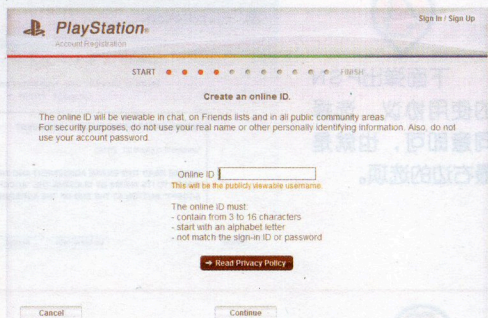 PlayStation®
Sign In / Sign Up
Account Registration
START
FINISH
Create an online ID.
The online ID will be viewable in chat, on Friends lists and in all public community areas.
For security purposes, do not use your real name or other personally identifying information. Also, do not
use your account password.
Online ID
This will be the publicly viewable username.
The online ID must:
- contain from 3 to 16 characters
- start with an alphabet letter
- not match the sign-in ID or password
→ Read Privacy Policy
Cancel
Continue